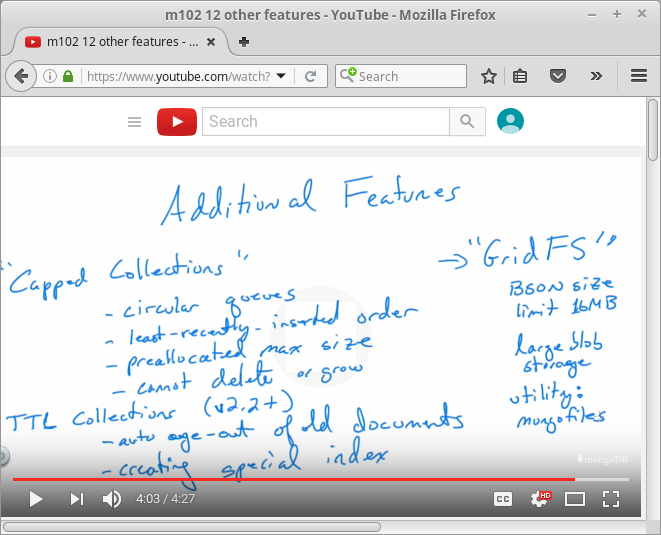 m102 12 other features - YouTube - Mozilla Firefox
m102 12 other features - ...
https://www.youtube.com/watch?
Search
Search
Additional Features
"Capped Collections"
- circular queues
- least-recently-inserted order
- preallocated max size
- cannot delete or grow
TTL Collections (v2.2+)
- auto age-out of old documents
- creating special index
→ "GridFS"
BSON size
limit 16MB
large blob
storage
utility:
mongofiles
mongoDB
4:03 / 4:27
CC
HD